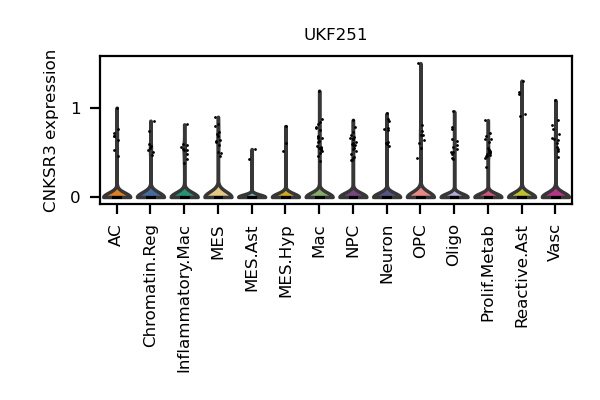 UKF251
CNKSR3 expression
1
0
AC
Chromatin.Reg
Inflammatory.Mac
MES
MES.Ast
MES.Hyp
Mac
NPC
Neuron
OPC
Oligo
Prolif.Metab
Reactive.Ast
Vasc